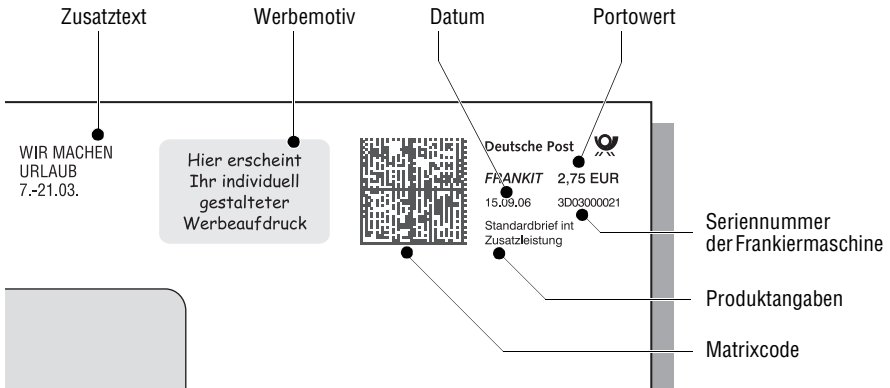 Zusatztext
Werbemotiv
Datum
Portowert
WIR MACHEN
URLAUB
7.-21.03.
Hier erscheint
Ihr individuell
gestalteter
Werbeaufdruck
Deutsche Post
FRANKIT 2,75 EUR
15.09.06 3D03000021
Standardbrief int
Zusatzleistung
Seriennummer
der Frankiermaschine
Produktangaben
Matrixcode